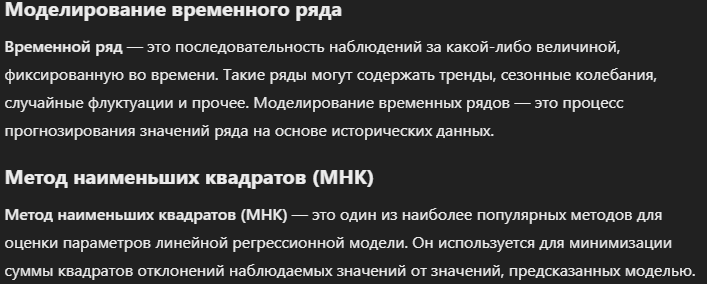 Моделирование временного ряда
Временной ряд — это последовательность наблюдений за какой-либо величиной,
фиксированную во времени. Такие ряды могут содержать тренды, сезонные колебания,
случайные флуктуации и прочее. Моделирование временных рядов — это процесс
прогнозирования значений ряда на основе исторических данных.
Метод наименьших квадратов (МНК)
Метод наименьших квадратов (МНК) — это один из наиболее популярных методов для
оценки параметров линейной регрессионной модели. Он используется для минимизации
суммы квадратов отклонений наблюдаемых значений от значений, предсказанных моделью.